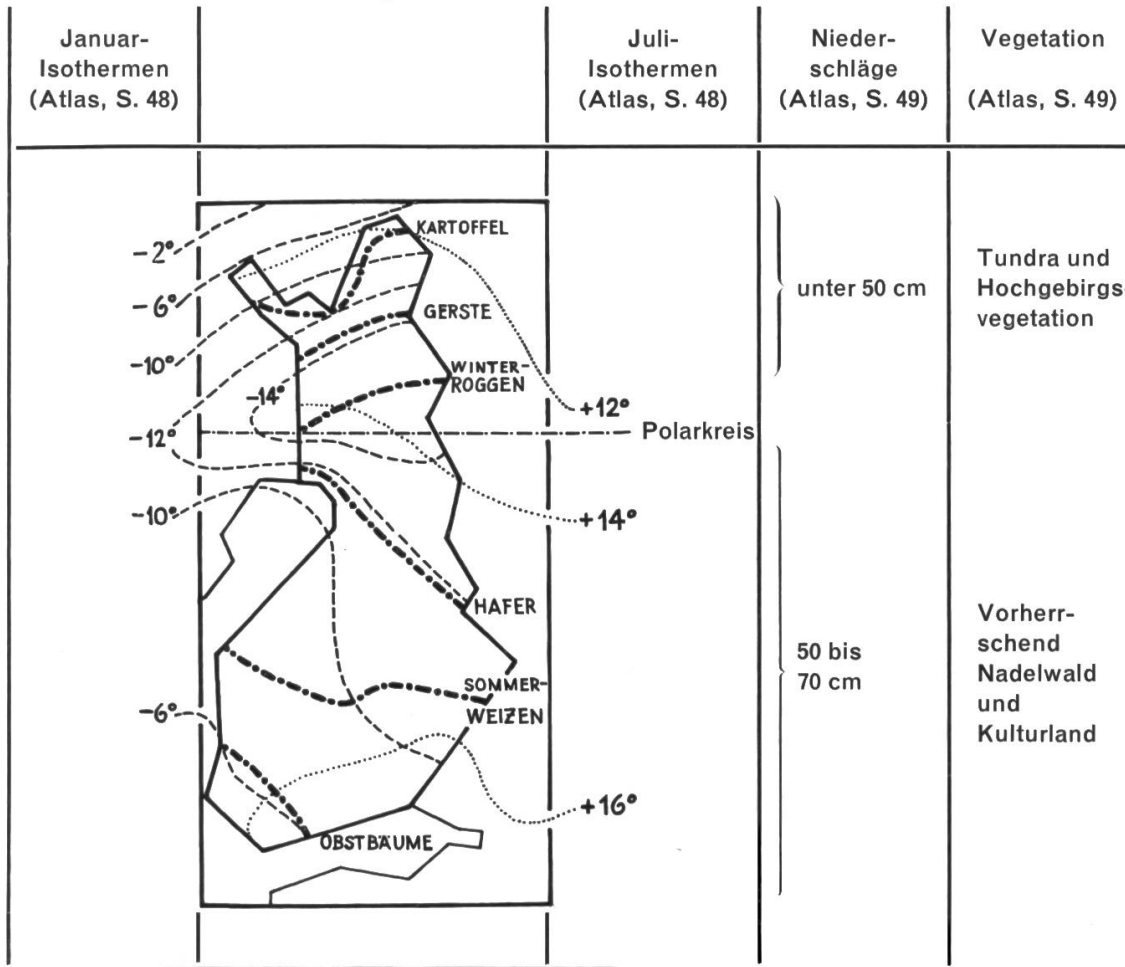 Januar-
Isothermen
(Atlas, S. 48)
Juli-
Isothermen
(Atlas, S. 48)
Nieder-
schläge
(Atlas, S. 49)
Vegetation
(Atlas, S. 49)
-2°
-6°
-10°
-12°
-10°
-6°
KARTOFFEL
GERSTE
WINTER-
ROGGEN
-14°
HAFER
SOMMER-
WEIZEN
OBSTBÄUME
+12°
Polarkreis
+14°
+16°
unter 50 cm
50 bis
70 cm
Tundra und
Hochgebirgs-
vegetation
Vorherr-
schend
Nadelwald
und
Kulturland